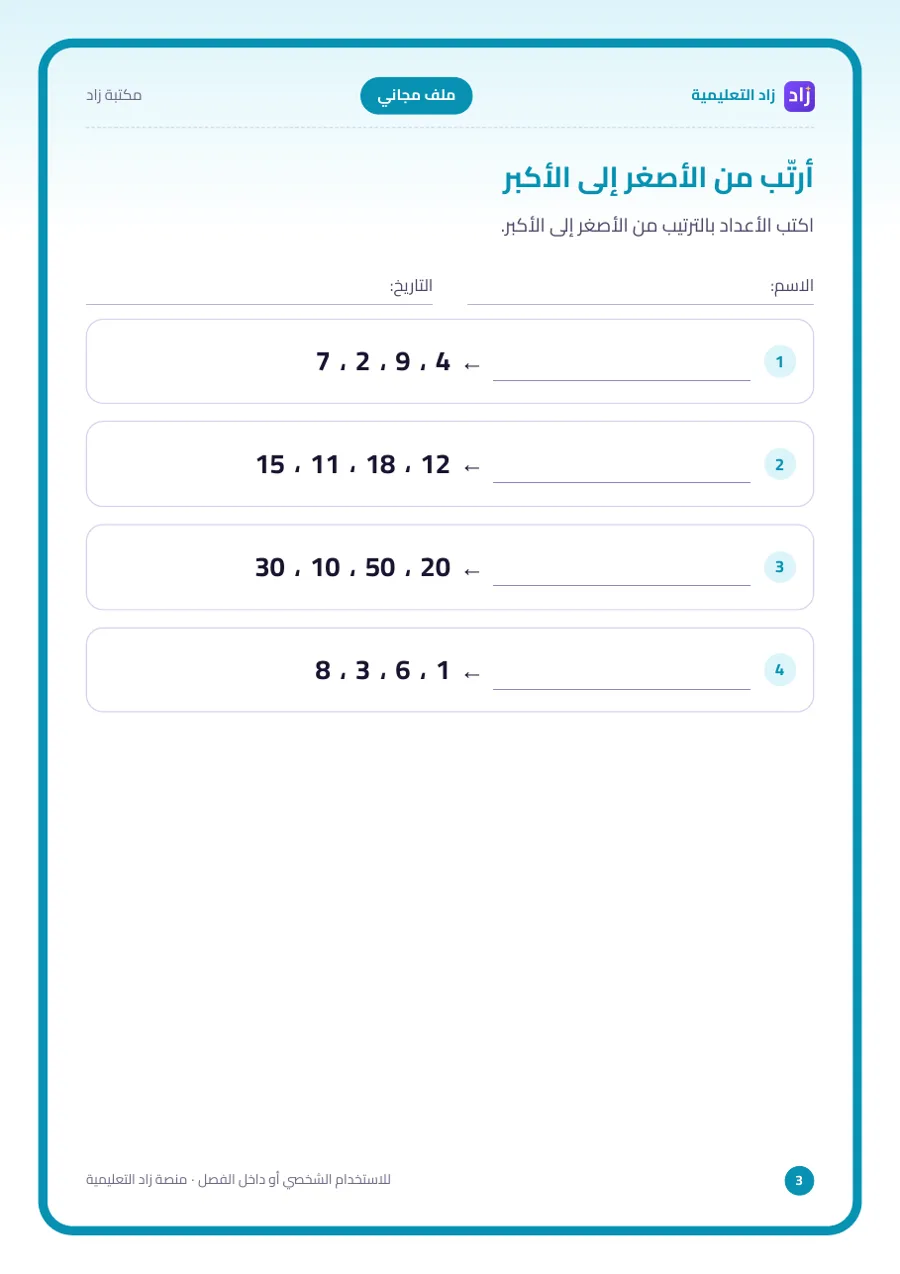 زاد زاد التعليمية ملف مجاني مكتبة زاد
أرتّب من الأصغر إلى الأكبر
اكتب الأعداد بالترتيب من الأصغر إلى الأكبر.
الاسم: التاريخ:
1 ← 4 ، 9 ، 2 ، 7
2 ← 12 ، 18 ، 11 ، 15
3 ← 20 ، 50 ، 10 ، 30
4 ← 1 ، 6 ، 3 ، 8
3 للاستخدام الشخصي أو داخل الفصل · منصة زاد التعليمية